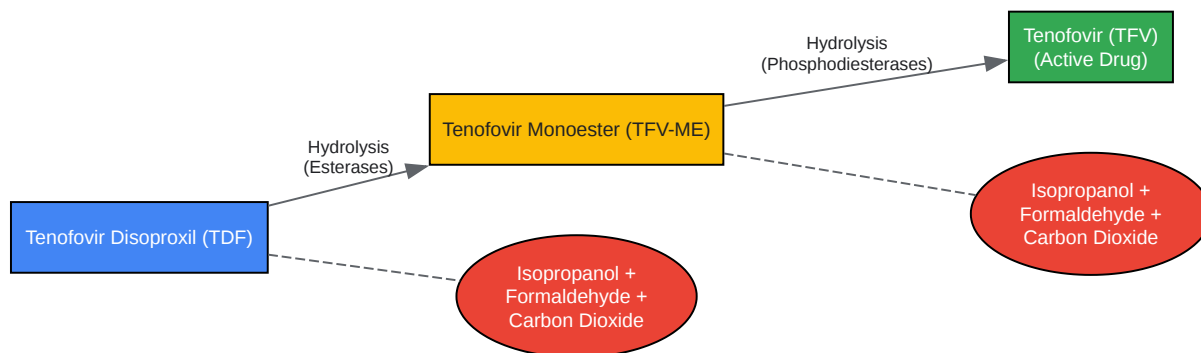 Tenofovir Disoproxil (TDF)
Hydrolysis
(Esterases)
Tenofovir Monoester (TFV-ME)
Hydrolysis
(Phosphodiesterases)
Tenofovir (TFV)
(Active Drug)
Isopropanol +
Formaldehyde +
Carbon Dioxide
Isopropanol +
Formaldehyde +
Carbon Dioxide